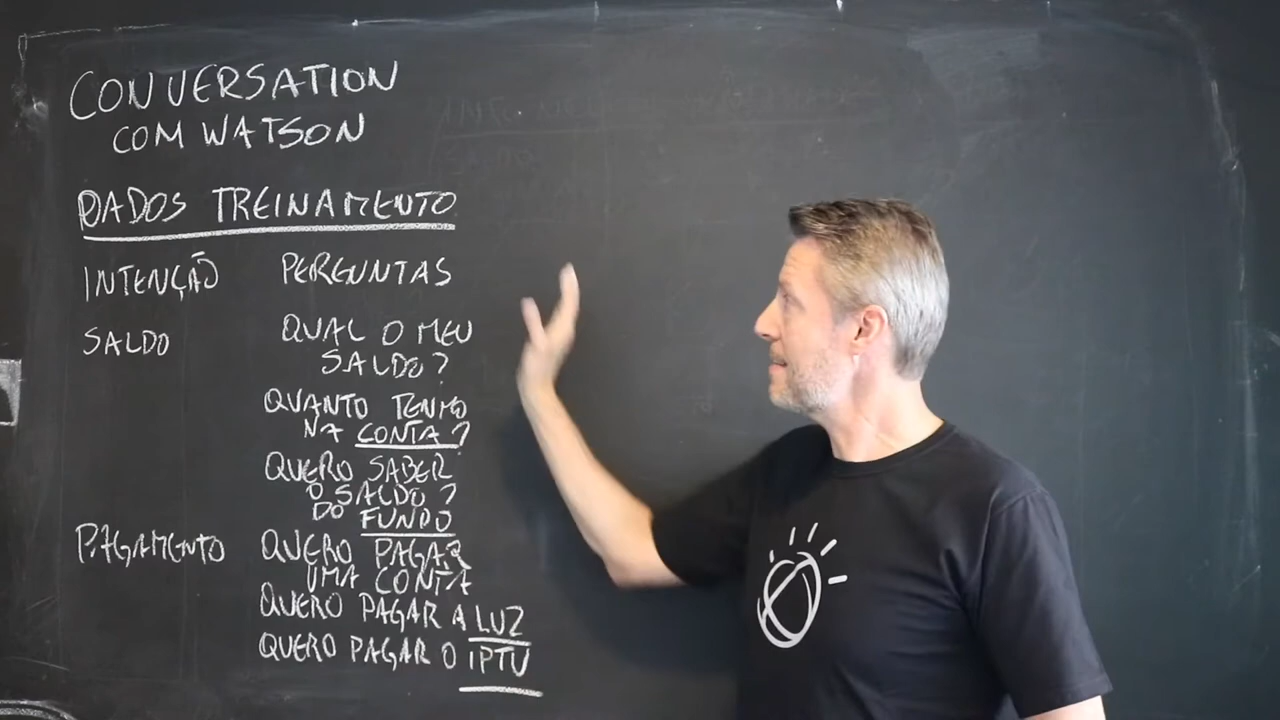 CONVERSATION
COM WATSON
DADOS TREINAMENTO
INTENÇÃO PERGUNTAS
SALDO QUAL O MEU
SALDO?
QUANTO TENHO
NA CONTA?
QUERO SABER
O SALDO?
DO FUNDO
PAGAMENTO QUERO PAGAR
UMA CONTA
QUERO PAGAR A LUZ
QUERO PAGAR O IPTU